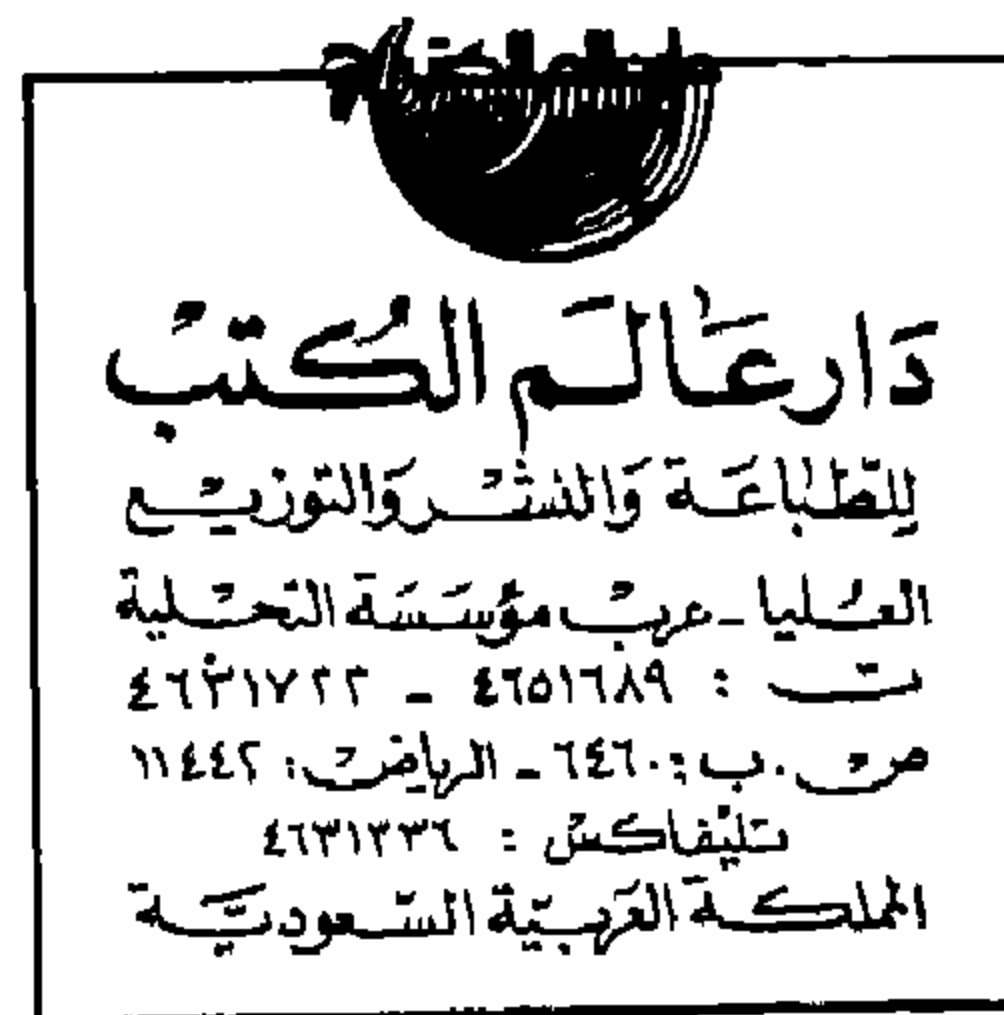 دار عالم الكتب
للطباعة والنشر والتوزيع
العليا - غرب مؤسسة التحلية
ت : ٤٦٥١٦٨٩ - ٤٦٣١٧٢٢
ص . ب : ٦٤٦٠ - الرياض : ١١٤٤٢
تليفاكس : ٤٦٣١٣٣٦
المملكة العربية السعودية